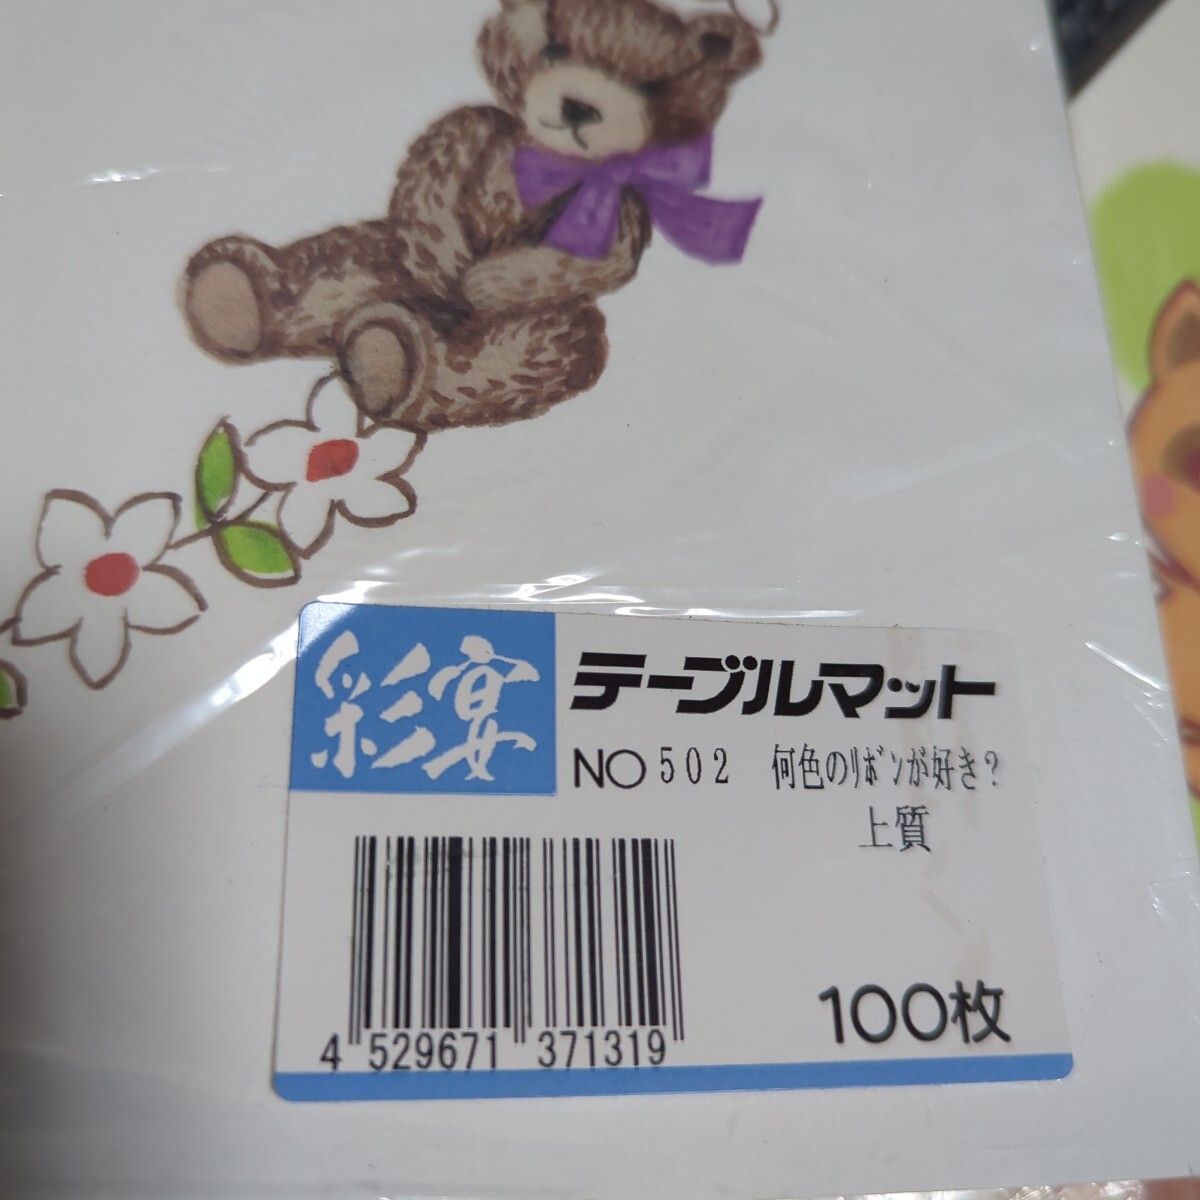 彩宴
テーブルマット
NO 502 何色のﾘﾎﾞﾝが好き?
上質
100枚
4 529671 371319